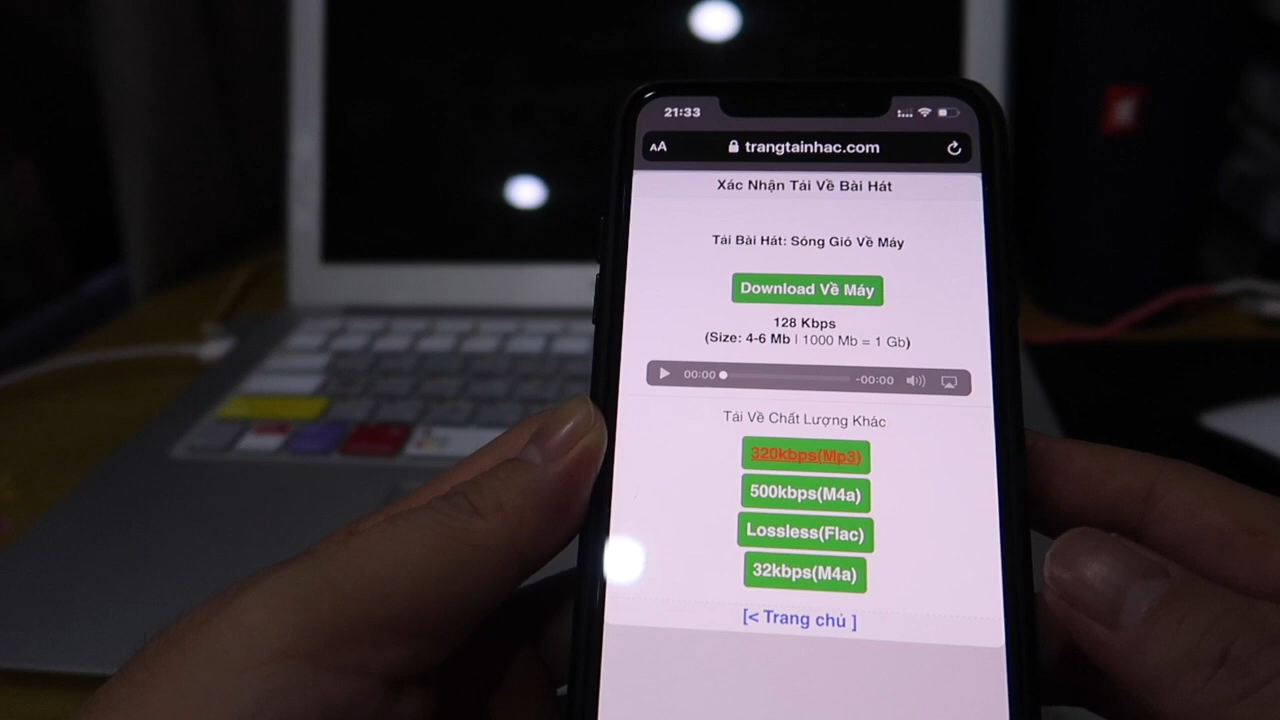 21:33
AA trangtainhac.com
Xác Nhận Tải Về Bài Hát
Tải Bài Hát: Sóng Gió Về Máy
Download Về Máy
128 Kbps
(Size: 4-6 Mb | 1000 Mb = 1 Gb)
00:00 -00:00
Tải Về Chất Lượng Khác
320kbps(Mp3)
500kbps(M4a)
Lossless(Flac)
32kbps(M4a)
[< Trang chủ ]